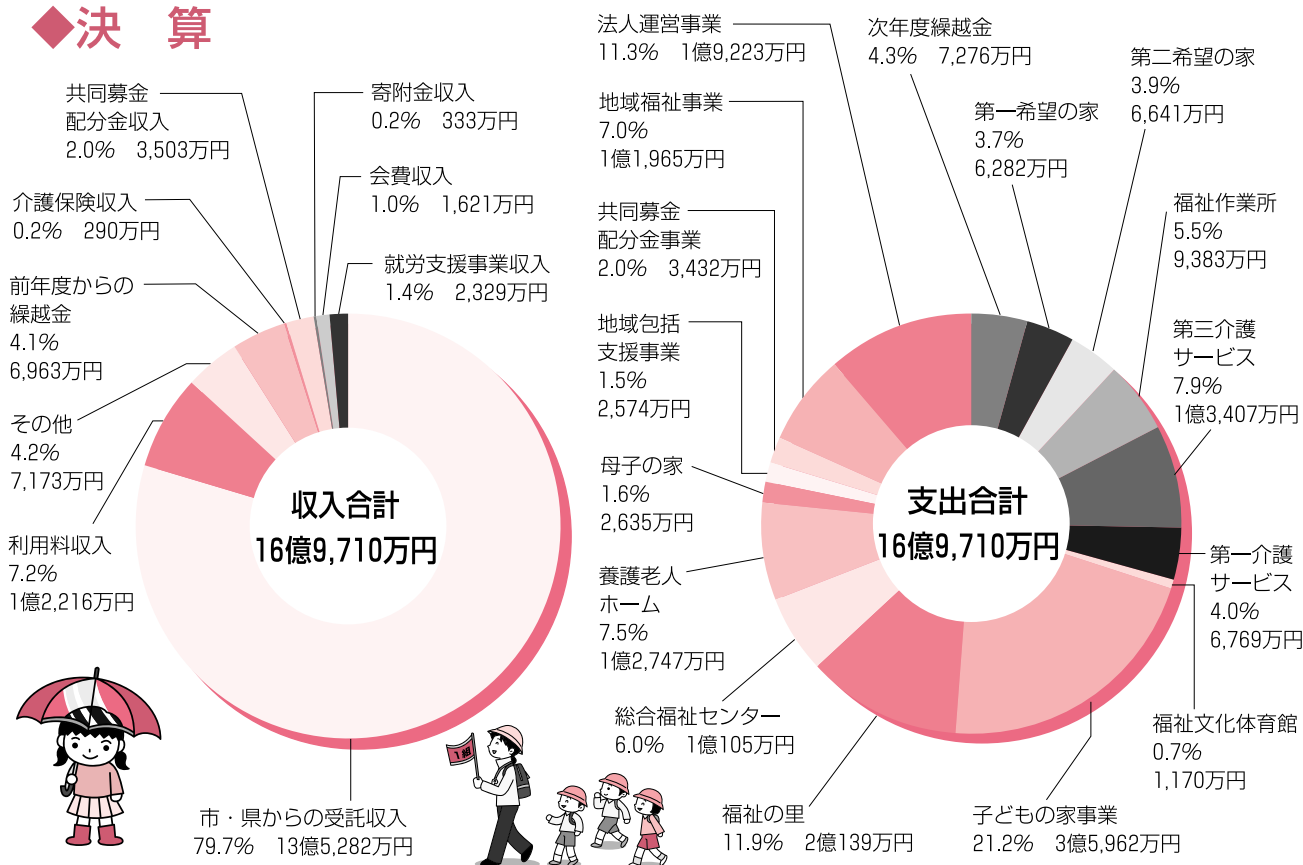 ◆決 算
共同募金
配分金収入
2.0% 3,503万円
寄附金収入
0.2% 333万円
介護保険収入
0.2% 290万円
会費収入
1.0% 1,621万円
前年度からの
繰越金
4.1%
6,963万円
就労支援事業収入
1.4% 2,329万円
その他
4.2%
7,173万円
利用料収入
7.2%
1億2,216万円
収入合計
16億9,710万円
市・県からの受託収入
79.7% 13億5,282万円
1組
法人運営事業
11.3% 1億9,223万円
次年度繰越金
4.3% 7,276万円
第二希望の家
3.9%
6,641万円
地域福祉事業
7.0%
1億1,965万円
第一希望の家
3.7%
6,282万円
共同募金
配分金事業
2.0% 3,432万円
福祉作業所
5.5%
9,383万円
地域包括
支援事業
1.5%
2,574万円
第三介護
サービス
7.9%
1億3,407万円
母子の家
1.6%
2,635万円
支出合計
16億9,710万円
養護老人
ホーム
7.5%
1億2,747万円
第一介護
サービス
4.0%
6,769万円
総合福祉センター
6.0% 1億105万円
福祉文化体育館
0.7%
1,170万円
福祉の里
11.9% 2億139万円
子どもの家事業
21.2% 3億5,962万円